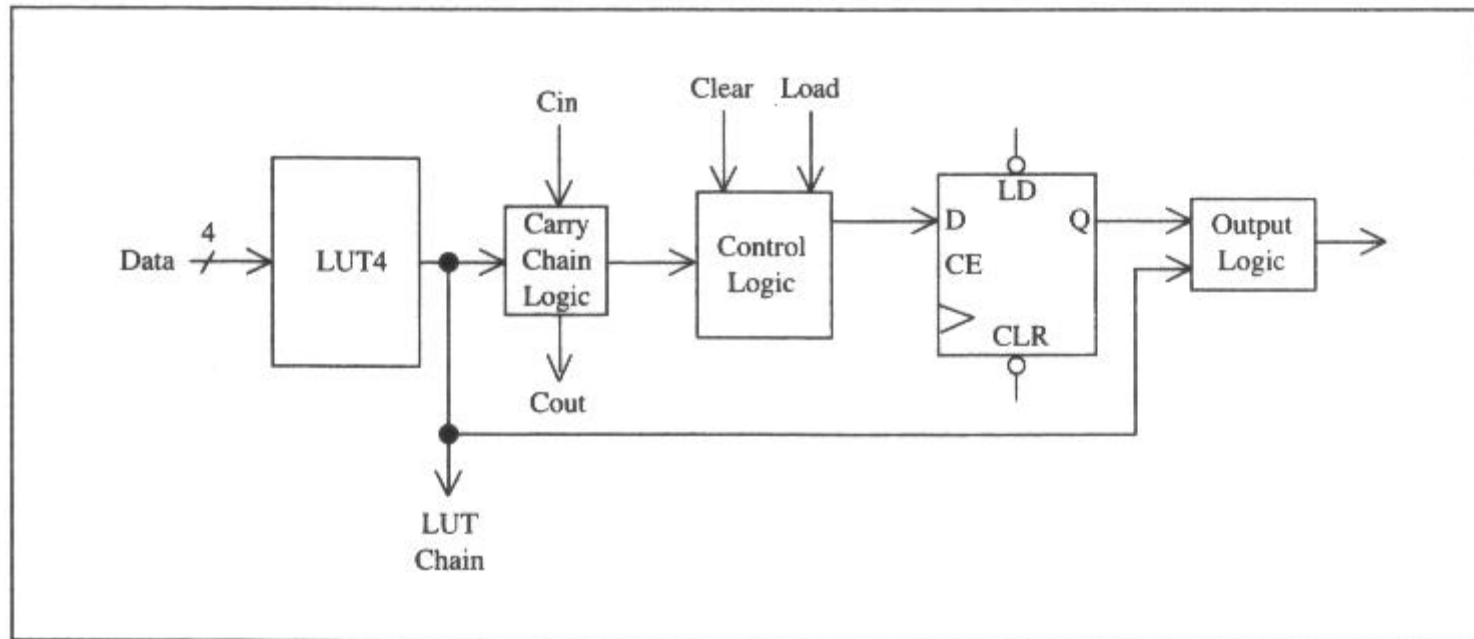 Clear
Load
Cin
4
Data
LUT4
Carry
Chain
Logic
Control
Logic
LD
D
Q
CE
CLR
Output
Logic
Cout
LUT
Chain